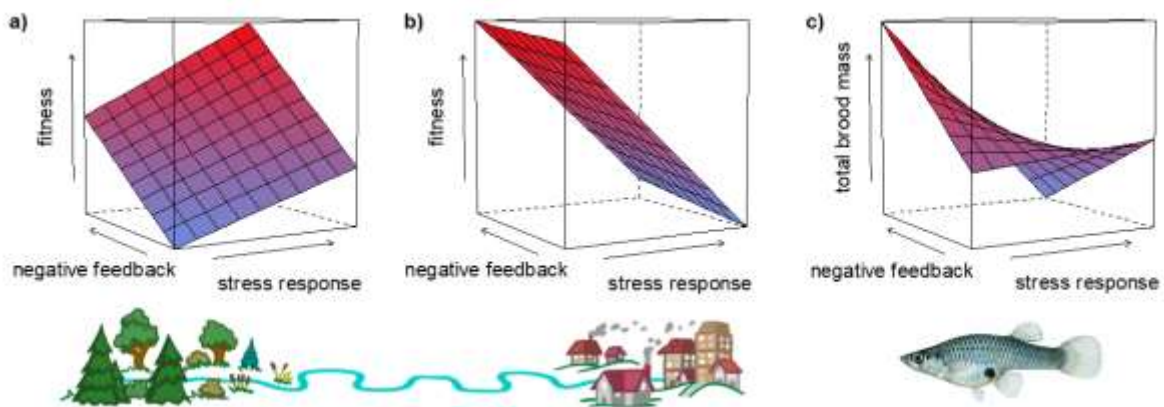 a)
fitness
negative feedback
stress response
b)
fitness
negative feedback
stress response
c)
total brood mass
negative feedback
stress response